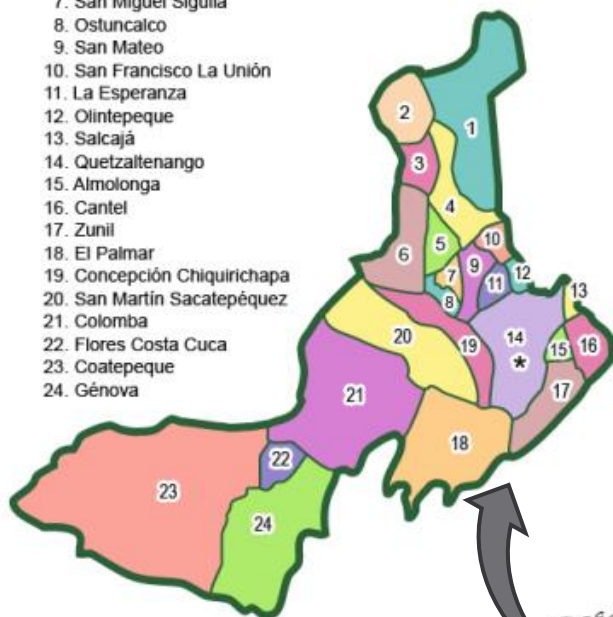 7. San Miguel Sigüilá
8. Ostuncalco
9. San Mateo
10. San Francisco La Unión
11. La Esperanza
12. Olintepeque
13. Salcajá
14. Quetzaltenango
15. Almolonga
16. Cantel
17. Zunil
18. El Palmar
19. Concepción Chiquirichapa
20. San Martín Sacatepéquez
21. Colomba
22. Flores Costa Cuca
23. Coatepeque
24. Génova
2
1
3
4
5
10
6
7
9
12
8
11
13
20
19
14
*
15
16
21
17
18
22
23
24